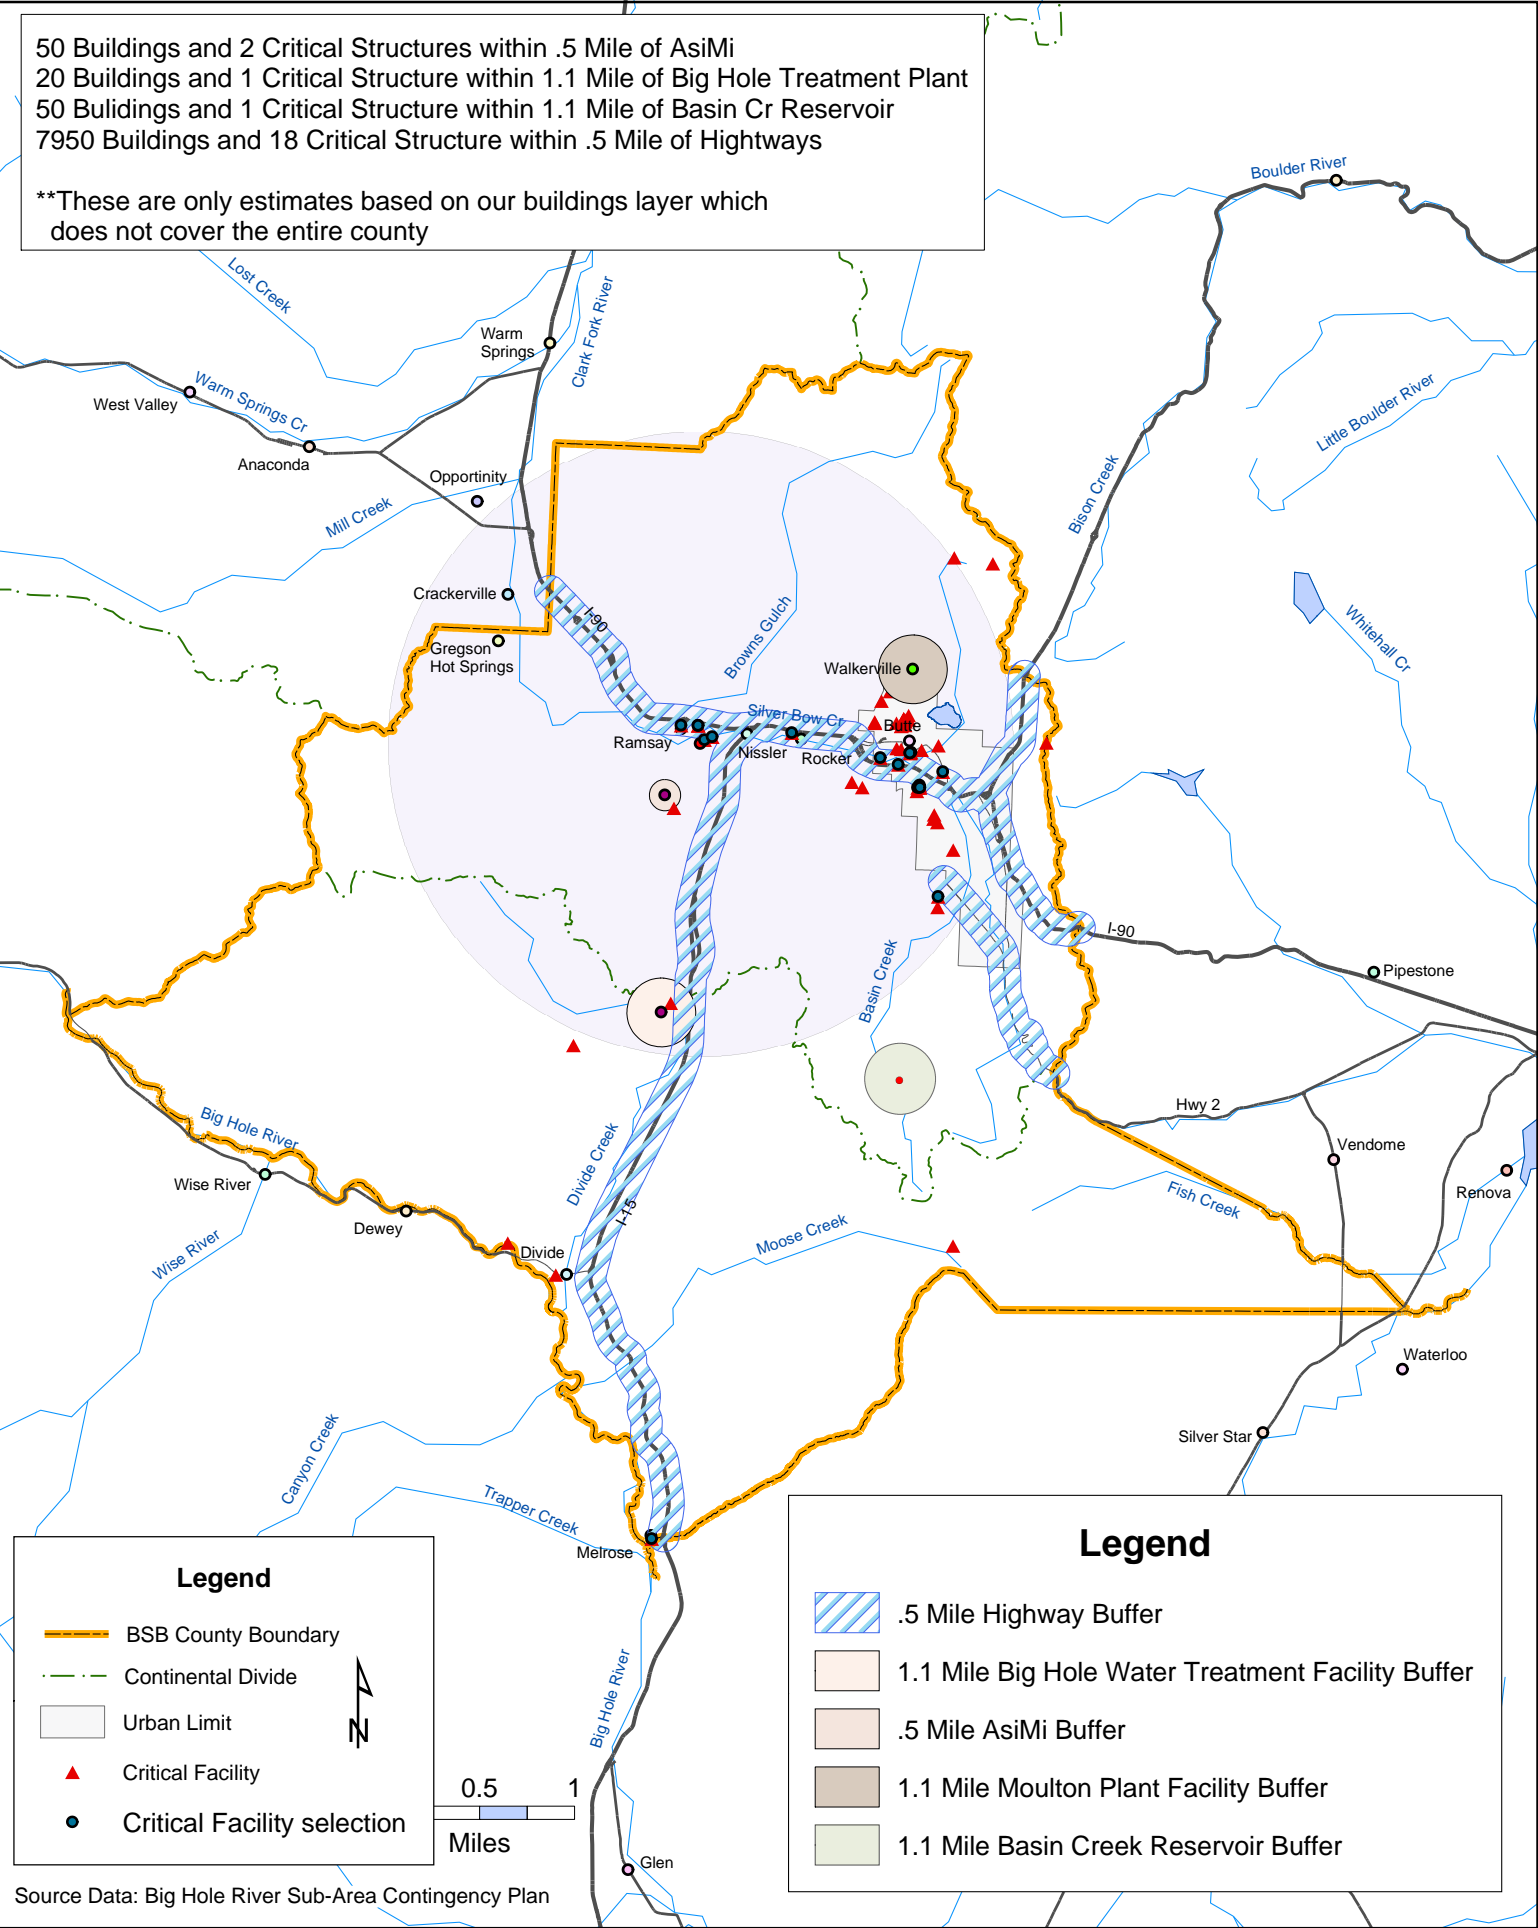 50 Buildings and 2 Critical Structures within .5 Mile of AsiMi
20 Buildings and 1 Critical Structure within 1.1 Mile of Big Hole Treatment Plant
50 Bulidings and 1 Critical Structure within 1.1 Mile of Basin Cr Reservoir
7950 Buildings and 18 Critical Structure within .5 Mile of Hightways
**These are only estimates based on our buildings layer which
does not cover the entire county
Boulder River
Lost Creek
Clark Fork River
Warm
Springs
Warm Springs Cr
West Valley
Anaconda
Little Boulder River
Opportinity
Mill Creek
Bison Creek
Crackerville
I-90
Browns Gulch
Whitehall Cr
Gregson
Hot Springs
Walkerville
Silver Bow Cr
Butte
Ramsay
Nissler
Rocker
I-90
Basin Creek
Pipestone
Hwy 2
Big Hole River
Vendome
Divide Creek
Wise River
Renova
Fish Creek
I-15
Dewey
Moose Creek
Divide
Wise River
Waterloo
Silver Star
Canyon Creek
Trapper Creek
Melrose
Big Hole River
Glen
Legend
BSB County Boundary
Continental Divide
Urban Limit
N
Critical Facility
Critical Facility selection
0.5 1
Miles
Legend
.5 Mile Highway Buffer
1.1 Mile Big Hole Water Treatment Facility Buffer
.5 Mile AsiMi Buffer
1.1 Mile Moulton Plant Facility Buffer
1.1 Mile Basin Creek Reservoir Buffer
Source Data: Big Hole River Sub-Area Contingency Plan